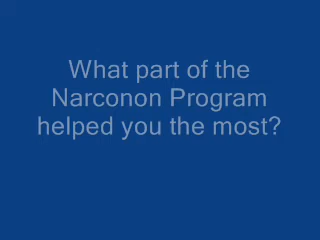 What part of the
Narconon Program
helped you the most?